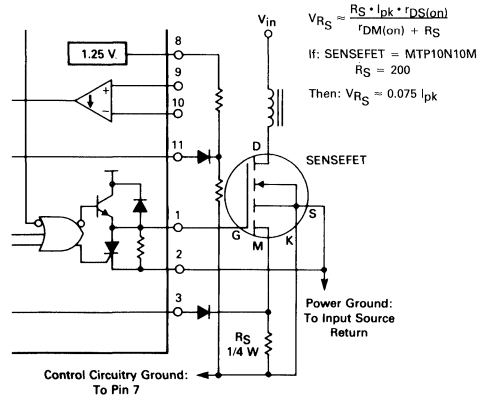 V_in
V_RS ≈ R_S • I_pk • r_DS(on) / r_DM(on) + R_S
If: SENSEFET = MTP10N10M
R_S = 200
Then: V_RS ≈ 0.075 I_pk
8
1.25 V.
9
+
10
−
11
D
SENSEFET
1
S
G
M
K
2
3
Power Ground:
To Input Source
Return
R_S
1/4 W
Control Circuitry Ground:
To Pin 7